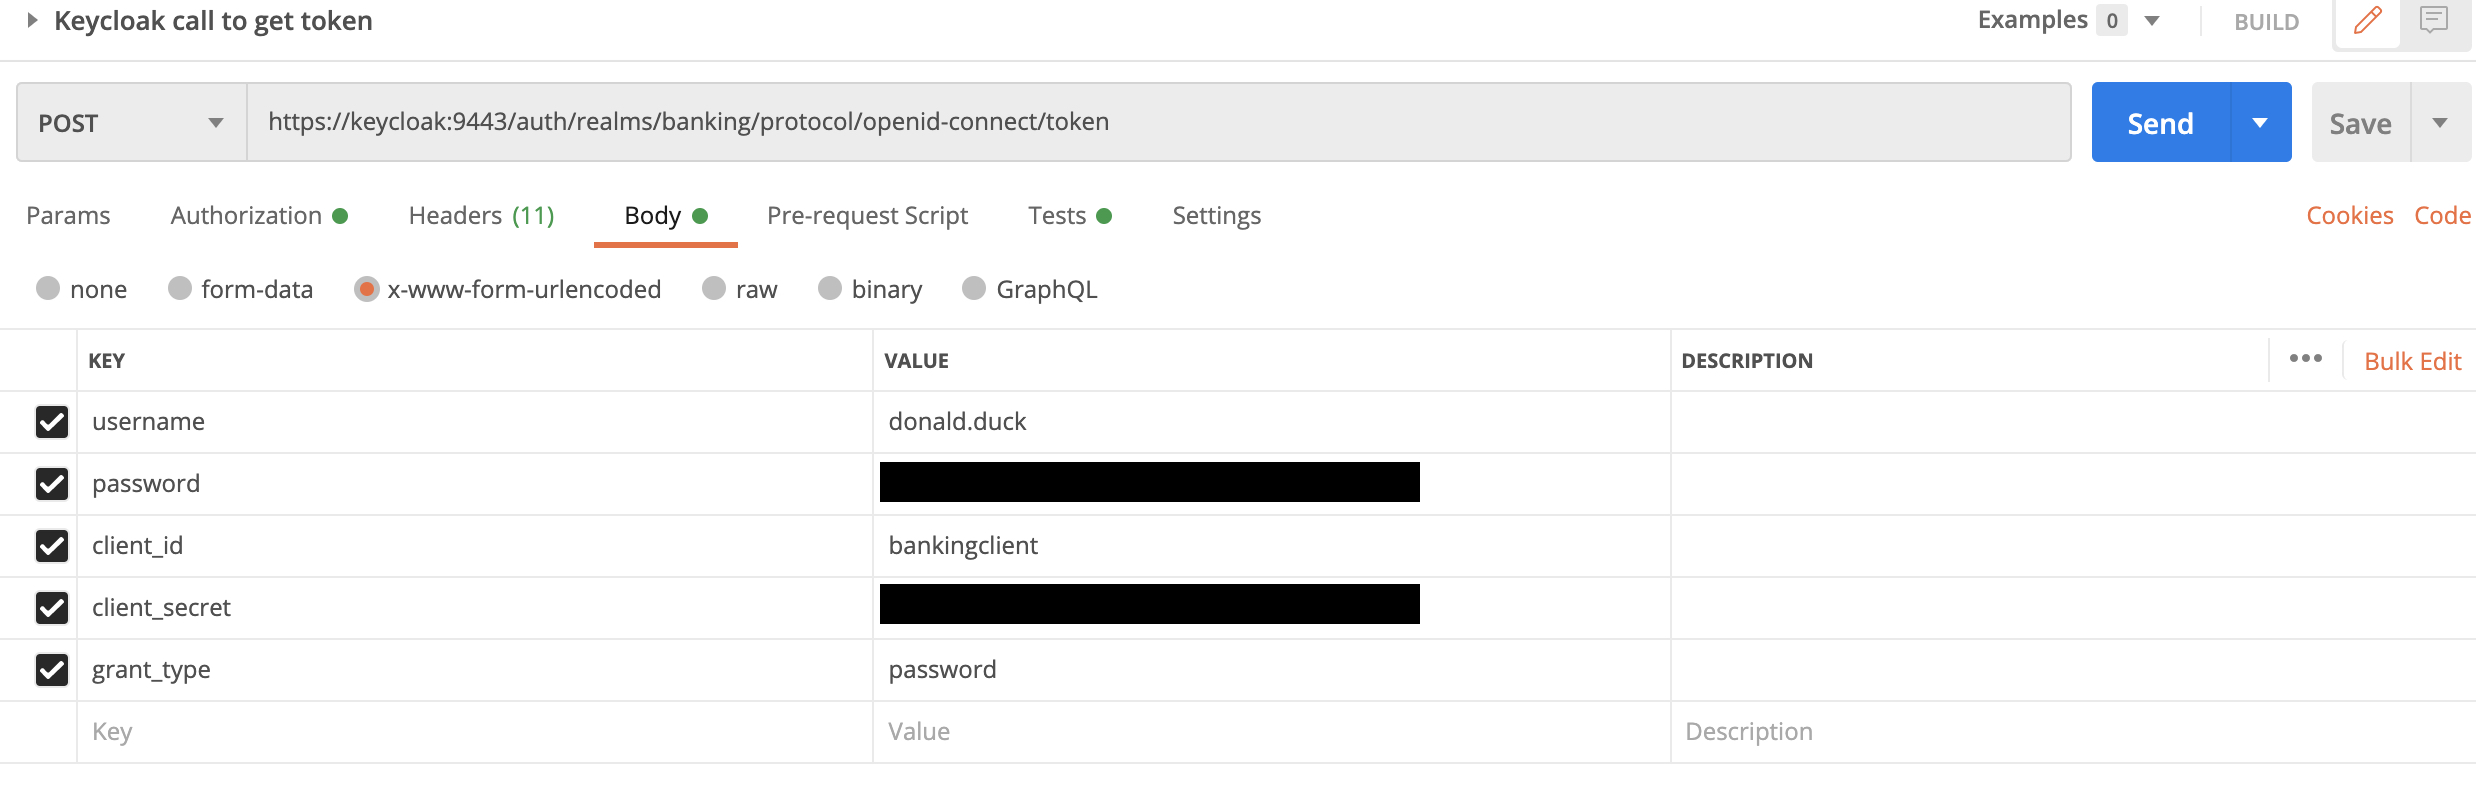 Keycloak call to get token Examples 0 BUILD
POST https://keycloak:9443/auth/realms/banking/protocol/openid-connect/token Send Save
Params Authorization Headers (11) Body Pre-request Script Tests Settings Cookies Code
none form-data x-www-form-urlencoded raw binary GraphQL
KEY VALUE DESCRIPTION ••• Bulk Edit
username donald.duck
password
client_id bankingclient
client_secret
grant_type password
Key Value Description